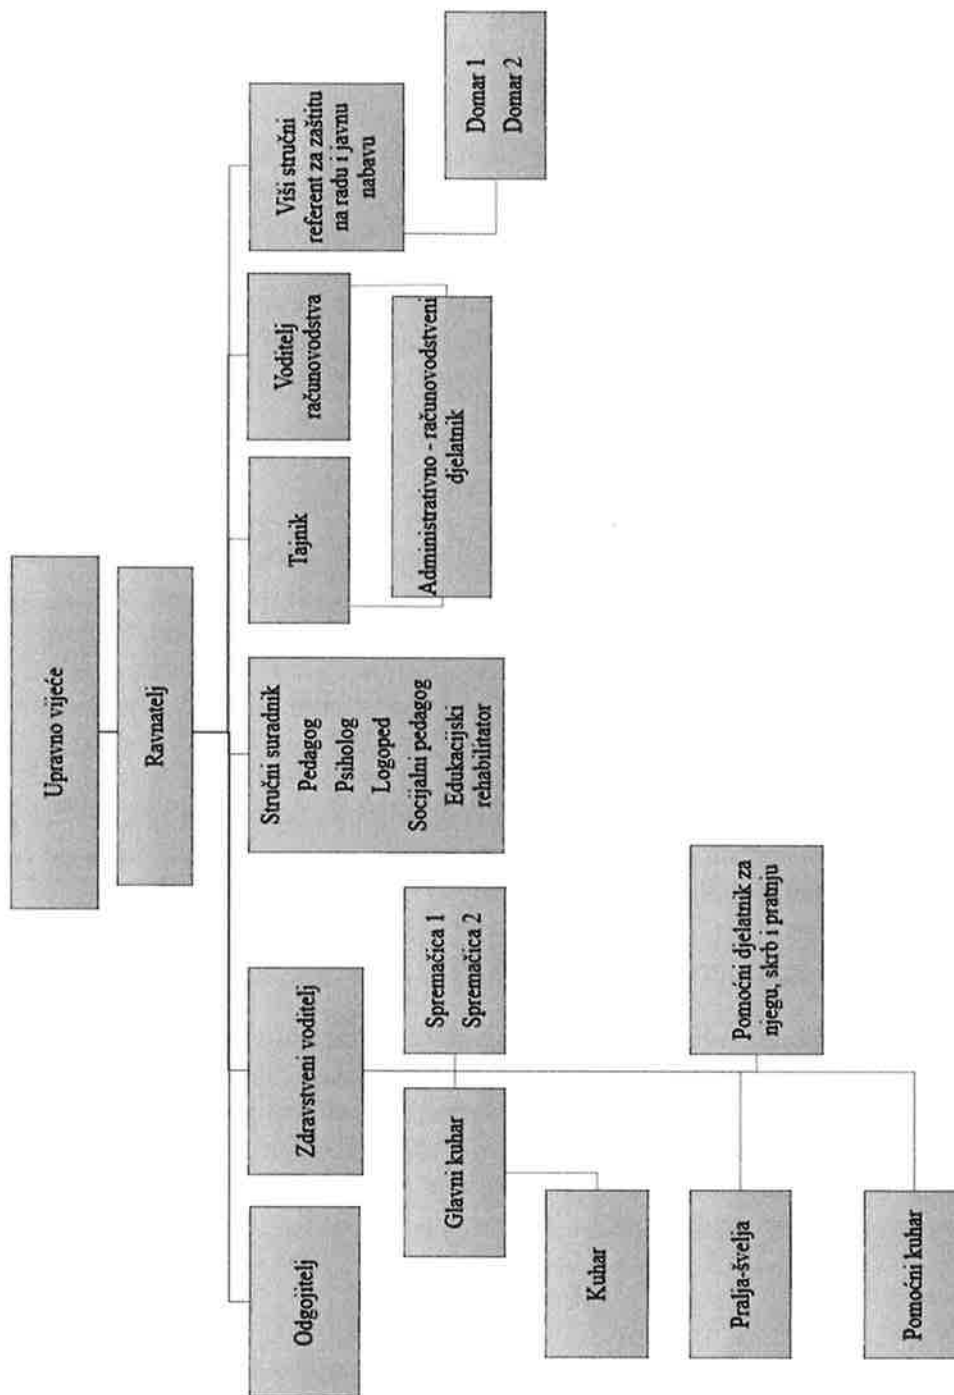 Upravno vijeće
Ravnatelj
Odgojitelj
Zdravstveni voditelj
Stručni suradnik
Pedagog
Psiholog
Logoped
Socijalni pedagog
Edukacijski
rehabilitator
Tajnik
Voditelj
računovodstva
Viši stručni
referent za zaštitu
na radu i javnu
nabavu
Glavni kuhar
Spremačica 1
Spremačica 2
Administrativno - računovodstveni
djelatnik
Domar 1
Domar 2
Kuhar
Pralja-švelja
Pomoćni djelatnik za
njegu, skrb i pratnju
Pomoćni kuhar